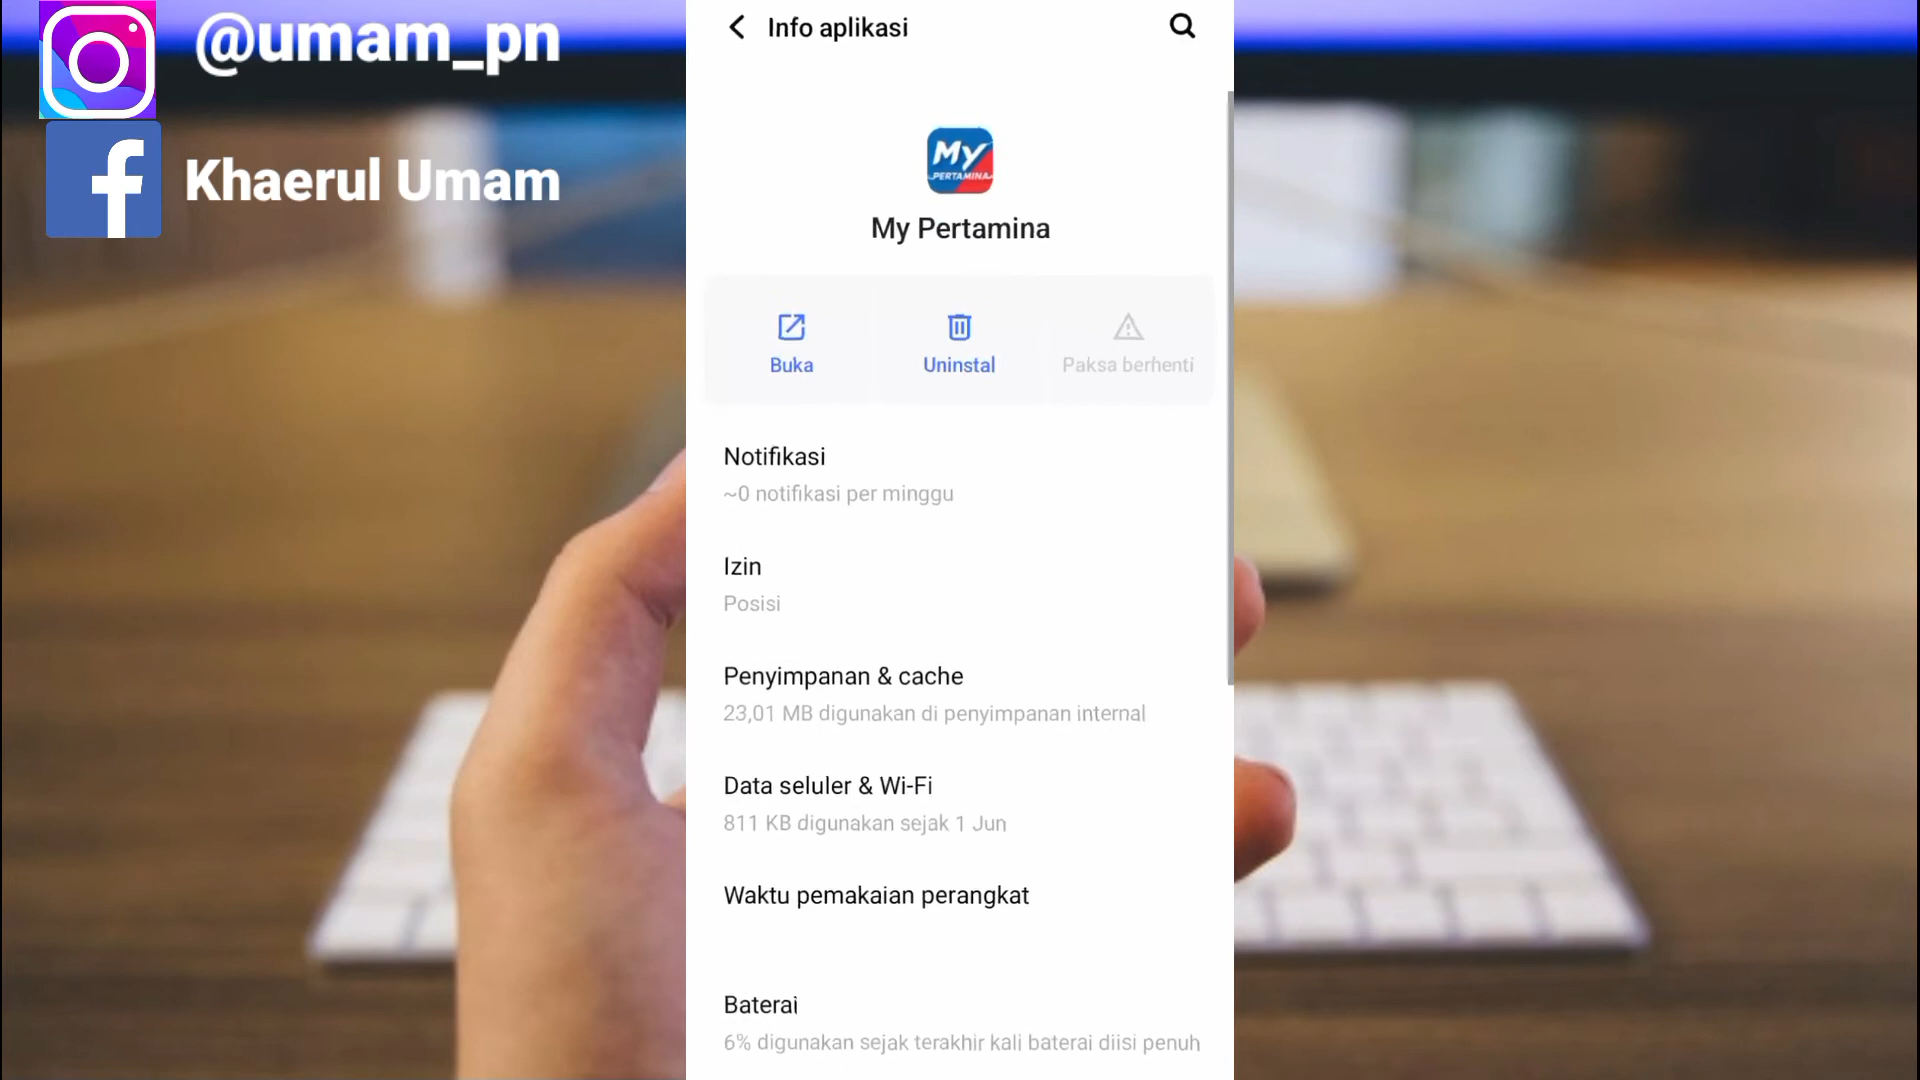 @umam_pn
Khaerul Umam
Info aplikasi
My
PERTAMINA
My Pertamina
Buka
Uninstal
Paksa berhenti
Notifikasi
~0 notifikasi per minggu
Izin
Posisi
Penyimpanan & cache
23,01 MB digunakan di penyimpanan internal
Data seluler & Wi-Fi
811 KB digunakan sejak 1 Jun
Waktu pemakaian perangkat
Baterai
6% digunakan sejak terakhir kali baterai diisi penuh